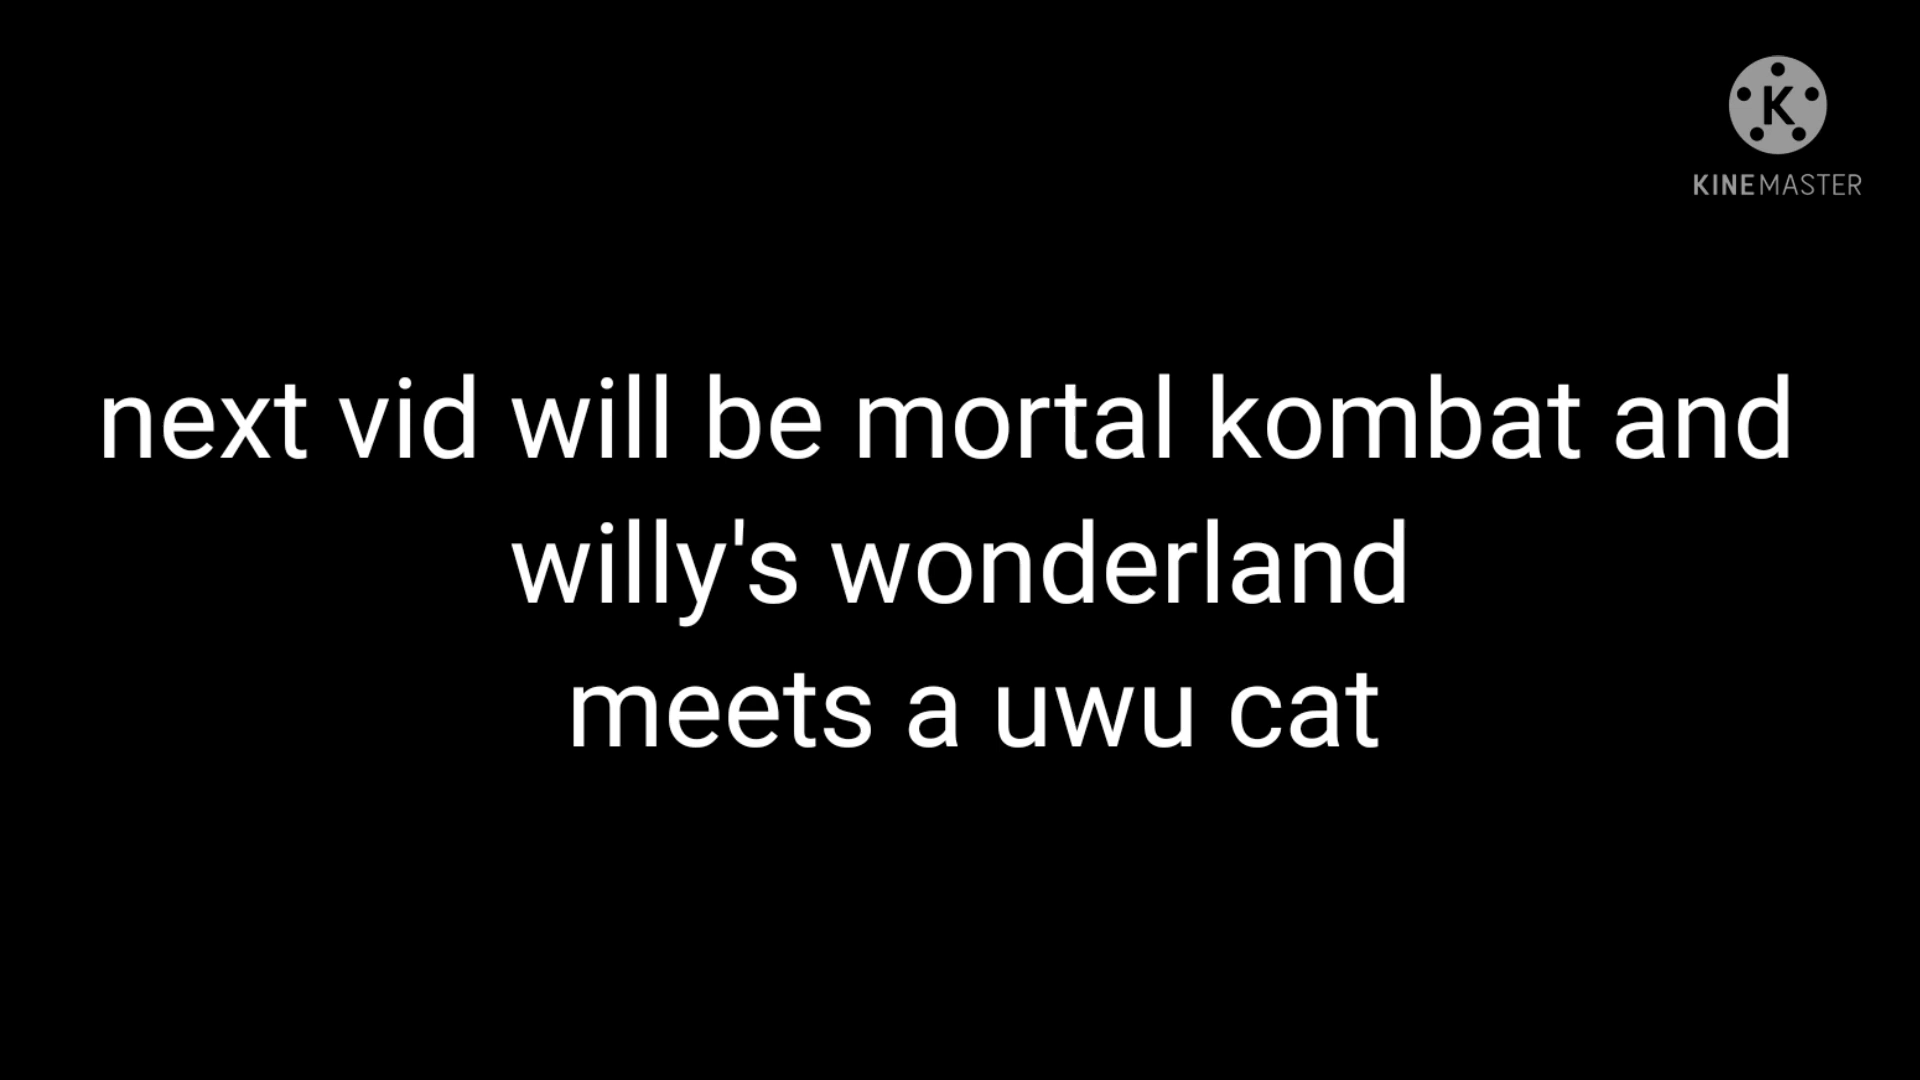 K
KINEMASTER
next vid will be mortal kombat and
willy's wonderland
meets a uwu cat